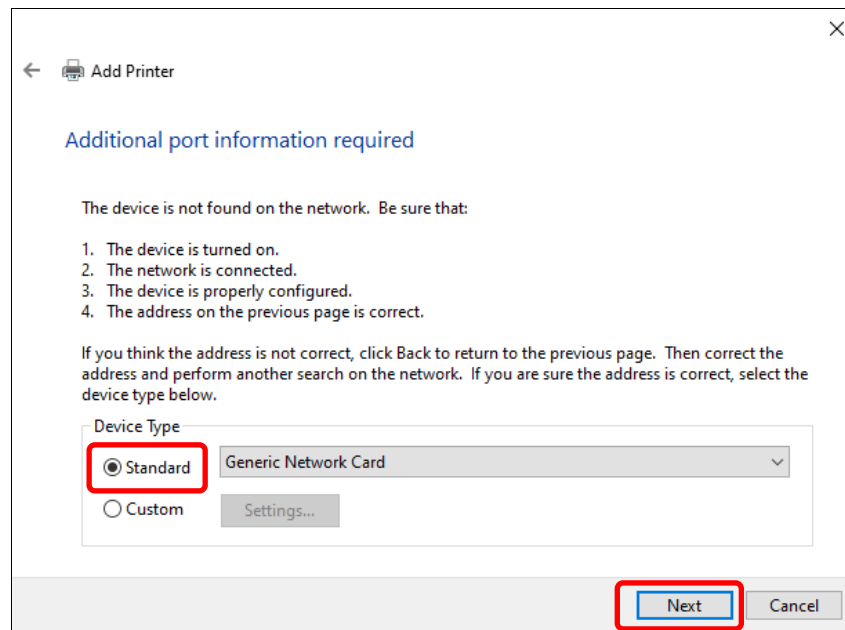 Add Printer
Additional port information required
The device is not found on the network. Be sure that:
1. The device is turned on.
2. The network is connected.
3. The device is properly configured.
4. The address on the previous page is correct.
If you think the address is not correct, click Back to return to the previous page. Then correct the
address and perform another search on the network. If you are sure the address is correct, select the
device type below.
Device Type
Standard Generic Network Card
Custom Settings...
Next Cancel